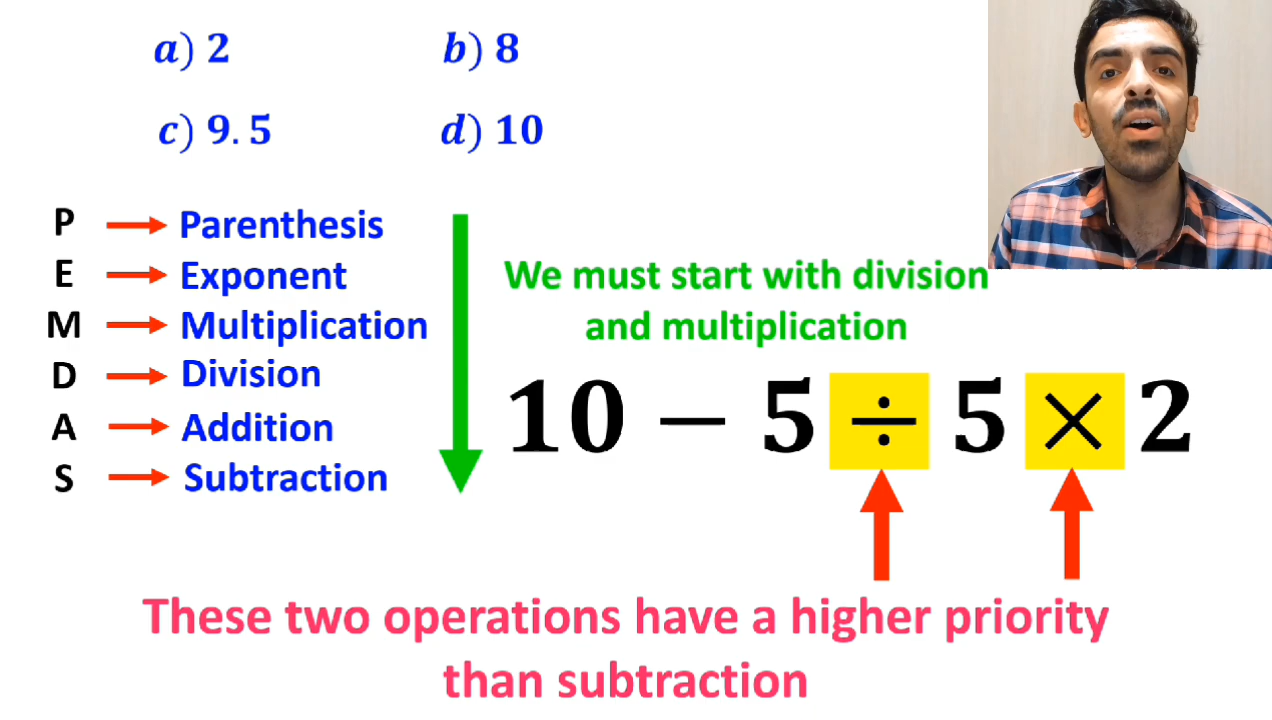 a) 2    b) 8
c) 9.5    d) 10
P → Parenthesis
E → Exponent
M → Multiplication
D → Division
A → Addition
S → Subtraction
We must start with division
and multiplication
10 − 5 ÷ 5 × 2
These two operations have a higher priority
than subtraction